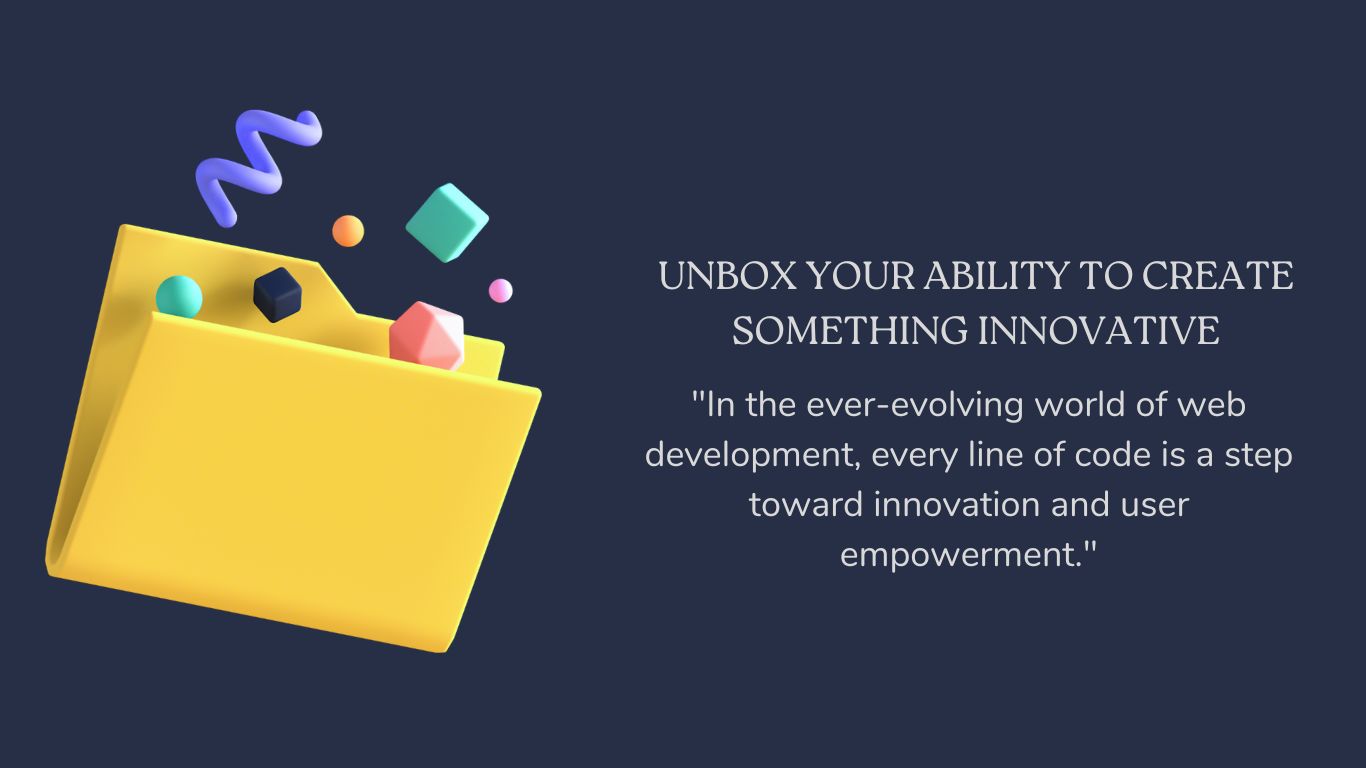 UNBOX YOUR ABILITY TO CREATE
SOMETHING INNOVATIVE
"In the ever-evolving world of web
development, every line of code is a step
toward innovation and user
empowerment."